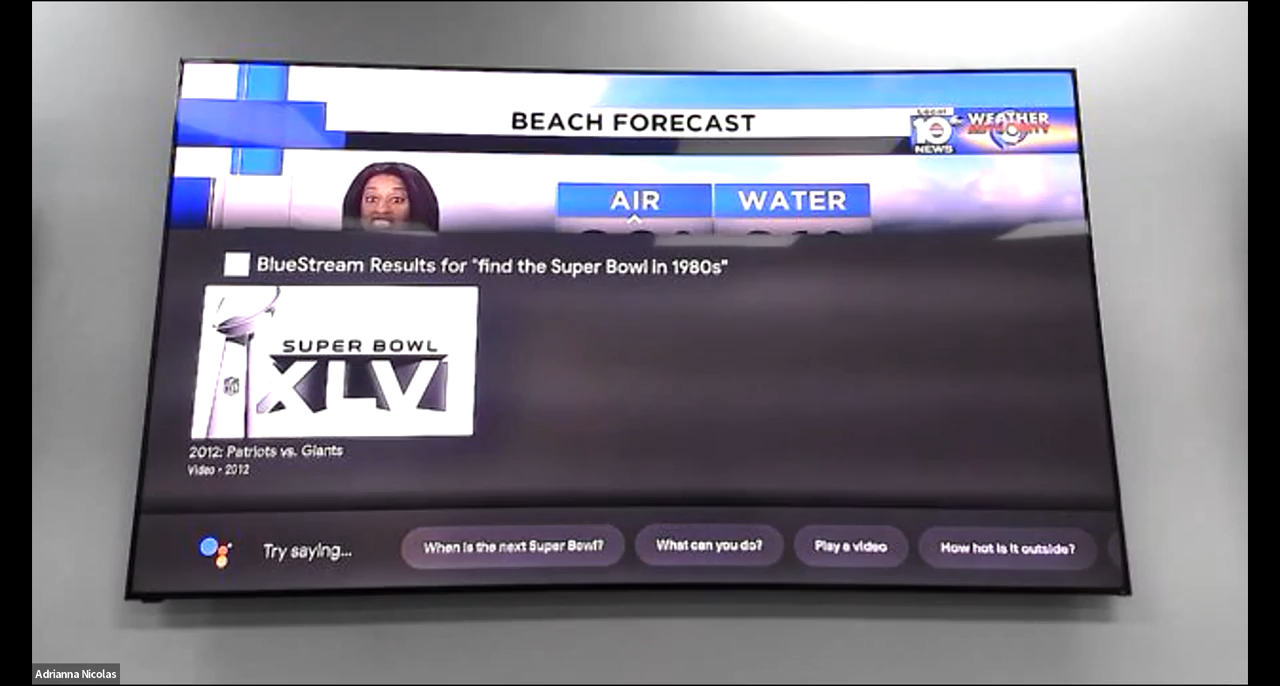 BEACH FORECAST
Local
10
NEWS
WEATHER
AUTHORITY
AIR
WATER
BlueStream Results for "find the Super Bowl in 1980s"
SUPER BOWL
XLVI
2012: Patriots vs. Giants
Video • 2012
Try saying...
When is the next Super Bowl?
What can you do?
Play a video
How hot is it outside?
Adrianna Nicolas